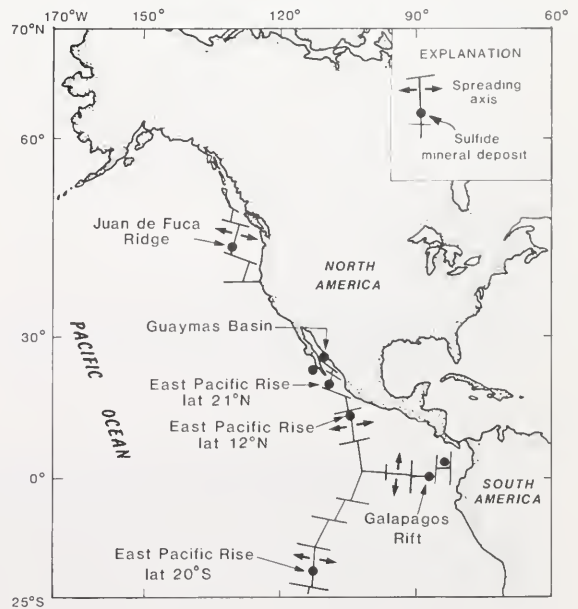 70°N
170°W
150°
120°
90°
60°
EXPLANATION
Spreading
axis
Sulfide
mineral deposit
60°
Juan de Fuca
Ridge
NORTH
AMERICA
30°
Guaymas Basin
PACIFIC OCEAN
East Pacific Rise
lat 21°N
East Pacific Rise
lat 12°N
0°
SOUTH
AMERICA
Galapagos
Rift
East Pacific Rise
lat 20°S
25°S